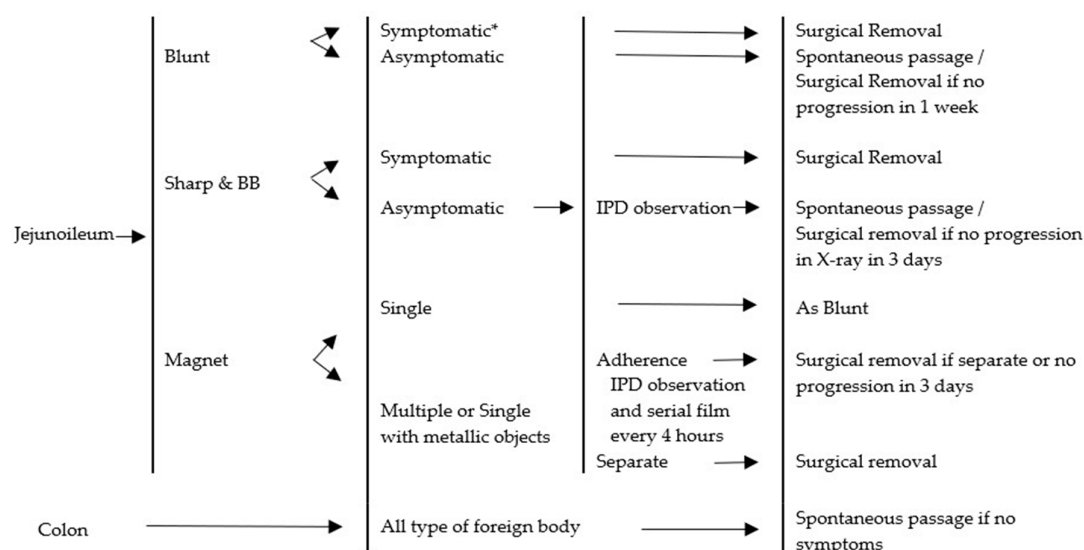 Symptomatic*
Surgical Removal
Blunt
Asymptomatic
Spontaneous passage /
Surgical Removal if no
progression in 1 week
Symptomatic
Surgical Removal
Sharp & BB
Asymptomatic
IPD observation
Spontaneous passage /
Surgical removal if no progression
in X-ray in 3 days
Jejunoileum
Single
As Blunt
Magnet
Adherence
IPD observation
and serial film
every 4 hours
Surgical removal if separate or no
progression in 3 days
Multiple or Single
with metallic objects
Separate
Surgical removal
Colon
All type of foreign body
Spontaneous passage if no
symptoms